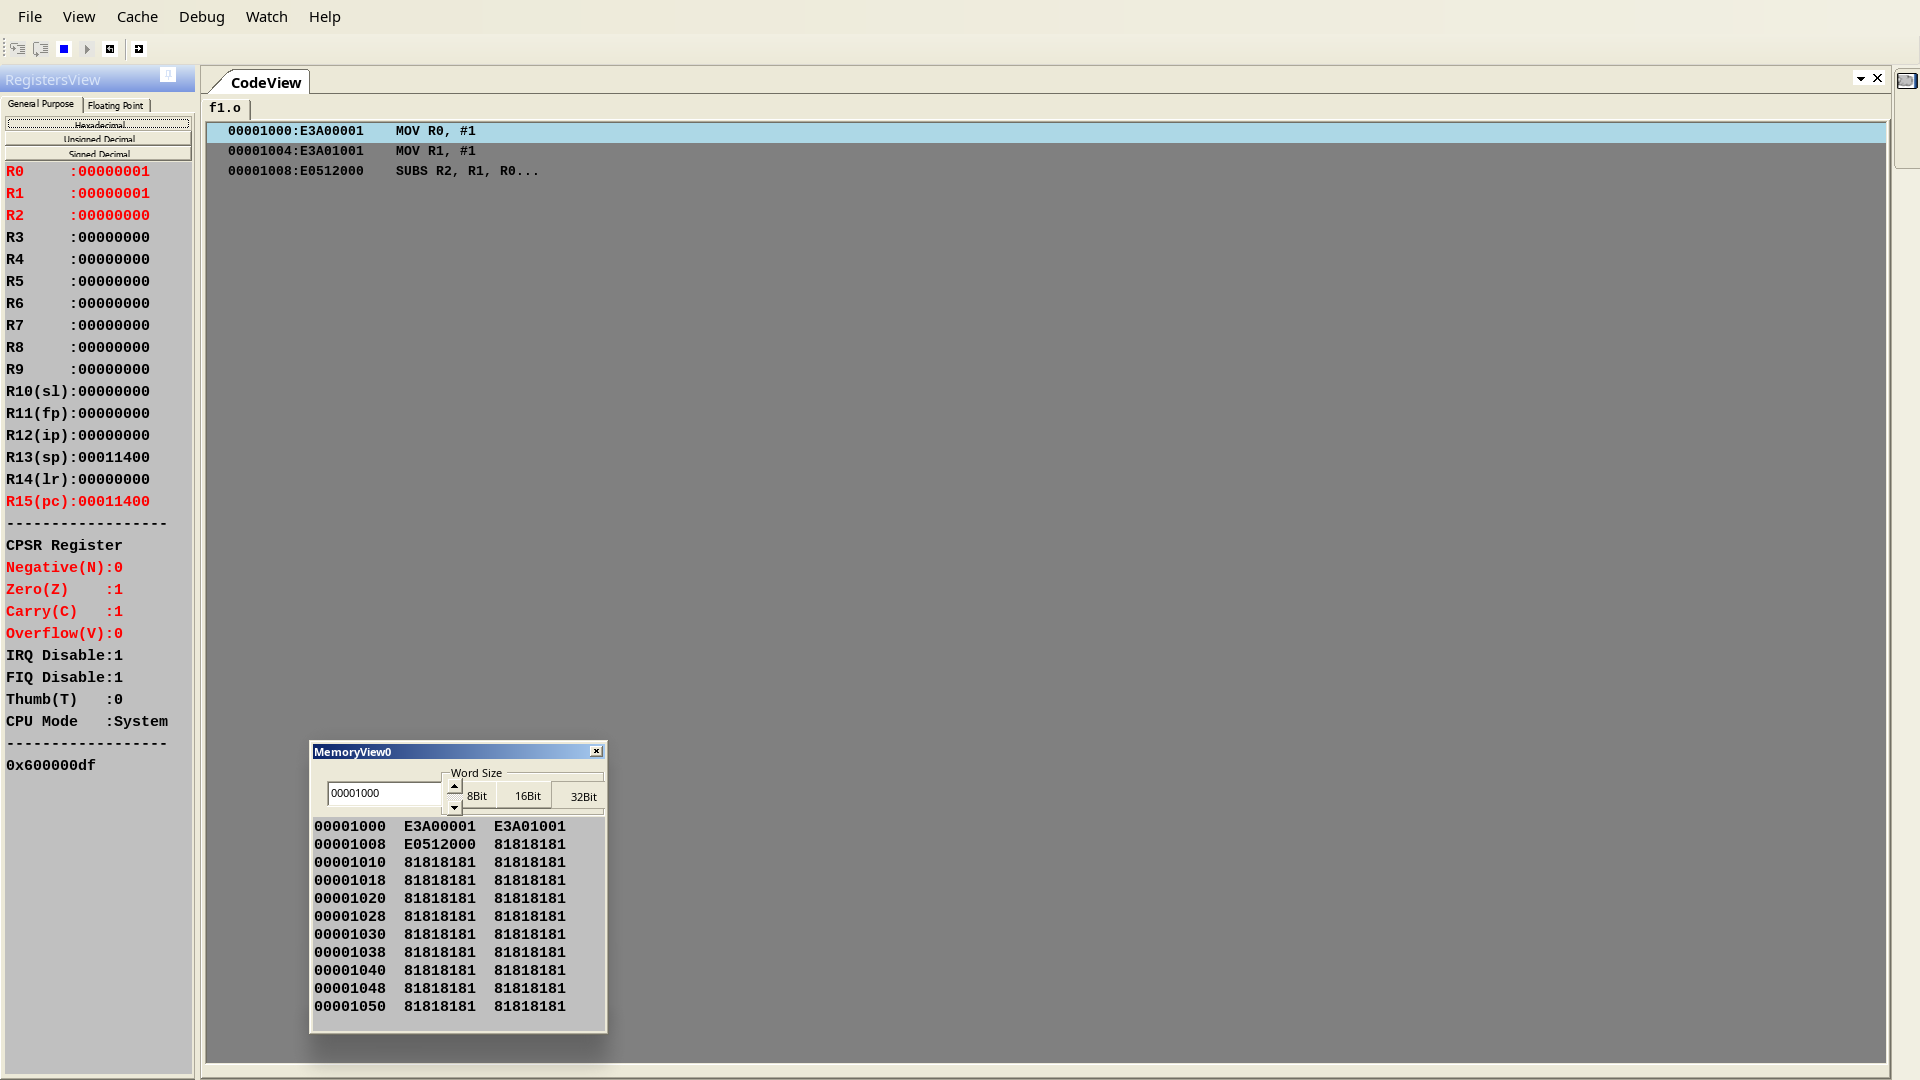 File View Cache Debug Watch Help
RegistersView
General Purpose Floating Point
Hexadecimal
Unsigned Decimal
Signed Decimal
R0 :00000001
R1 :00000001
R2 :00000000
R3 :00000000
R4 :00000000
R5 :00000000
R6 :00000000
R7 :00000000
R8 :00000000
R9 :00000000
R10(sl):00000000
R11(fp):00000000
R12(ip):00000000
R13(sp):00011400
R14(lr):00000000
R15(pc):00011400
------------------
CPSR Register
Negative(N):0
Zero(Z) :1
Carry(C) :1
Overflow(V):0
IRQ Disable:1
FIQ Disable:1
Thumb(T) :0
CPU Mode :System
------------------
0x600000df
CodeView
f1.o
00001000:E3A00001 MOV R0, #1
00001004:E3A01001 MOV R1, #1
00001008:E0512000 SUBS R2, R1, R0...
MemoryView0
Word Size
00001000 8Bit 16Bit 32Bit
00001000 E3A00001 E3A01001
00001008 E0512000 81818181
00001010 81818181 81818181
00001018 81818181 81818181
00001020 81818181 81818181
00001028 81818181 81818181
00001030 81818181 81818181
00001038 81818181 81818181
00001040 81818181 81818181
00001048 81818181 81818181
00001050 81818181 81818181